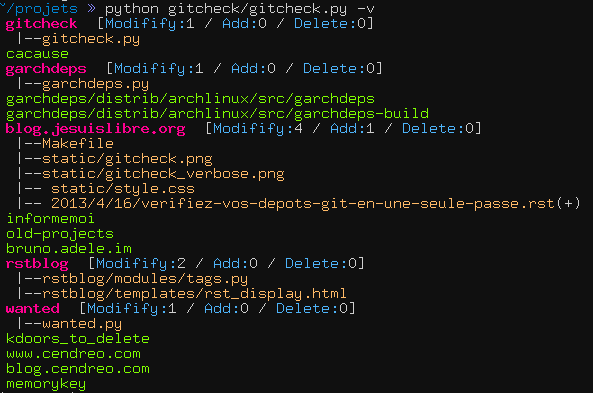 ~/projets » python gitcheck/gitcheck.py -v
gitcheck [Modifify:1 / Add:0 / Delete:0]
|--gitcheck.py
cacause
garchdeps [Modifify:1 / Add:0 / Delete:0]
|--garchdeps.py
garchdeps/distrib/archlinux/src/garchdeps
garchdeps/distrib/archlinux/src/garchdeps-build
blog.jesuislibre.org [Modifify:4 / Add:1 / Delete:0]
|--Makefile
|--static/gitcheck.png
|--static/gitcheck_verbose.png
|-- static/style.css
|-- 2013/4/16/verifiez-vos-depots-git-en-une-seule-passe.rst(+)
informemoi
old-projects
bruno.adele.im
rstblog [Modifify:2 / Add:0 / Delete:0]
|--rstblog/modules/tags.py
|--rstblog/templates/rst_display.html
wanted [Modifify:1 / Add:0 / Delete:0]
|--wanted.py
kdoors_to_delete
www.cendreo.com
blog.cendreo.com
memorykey